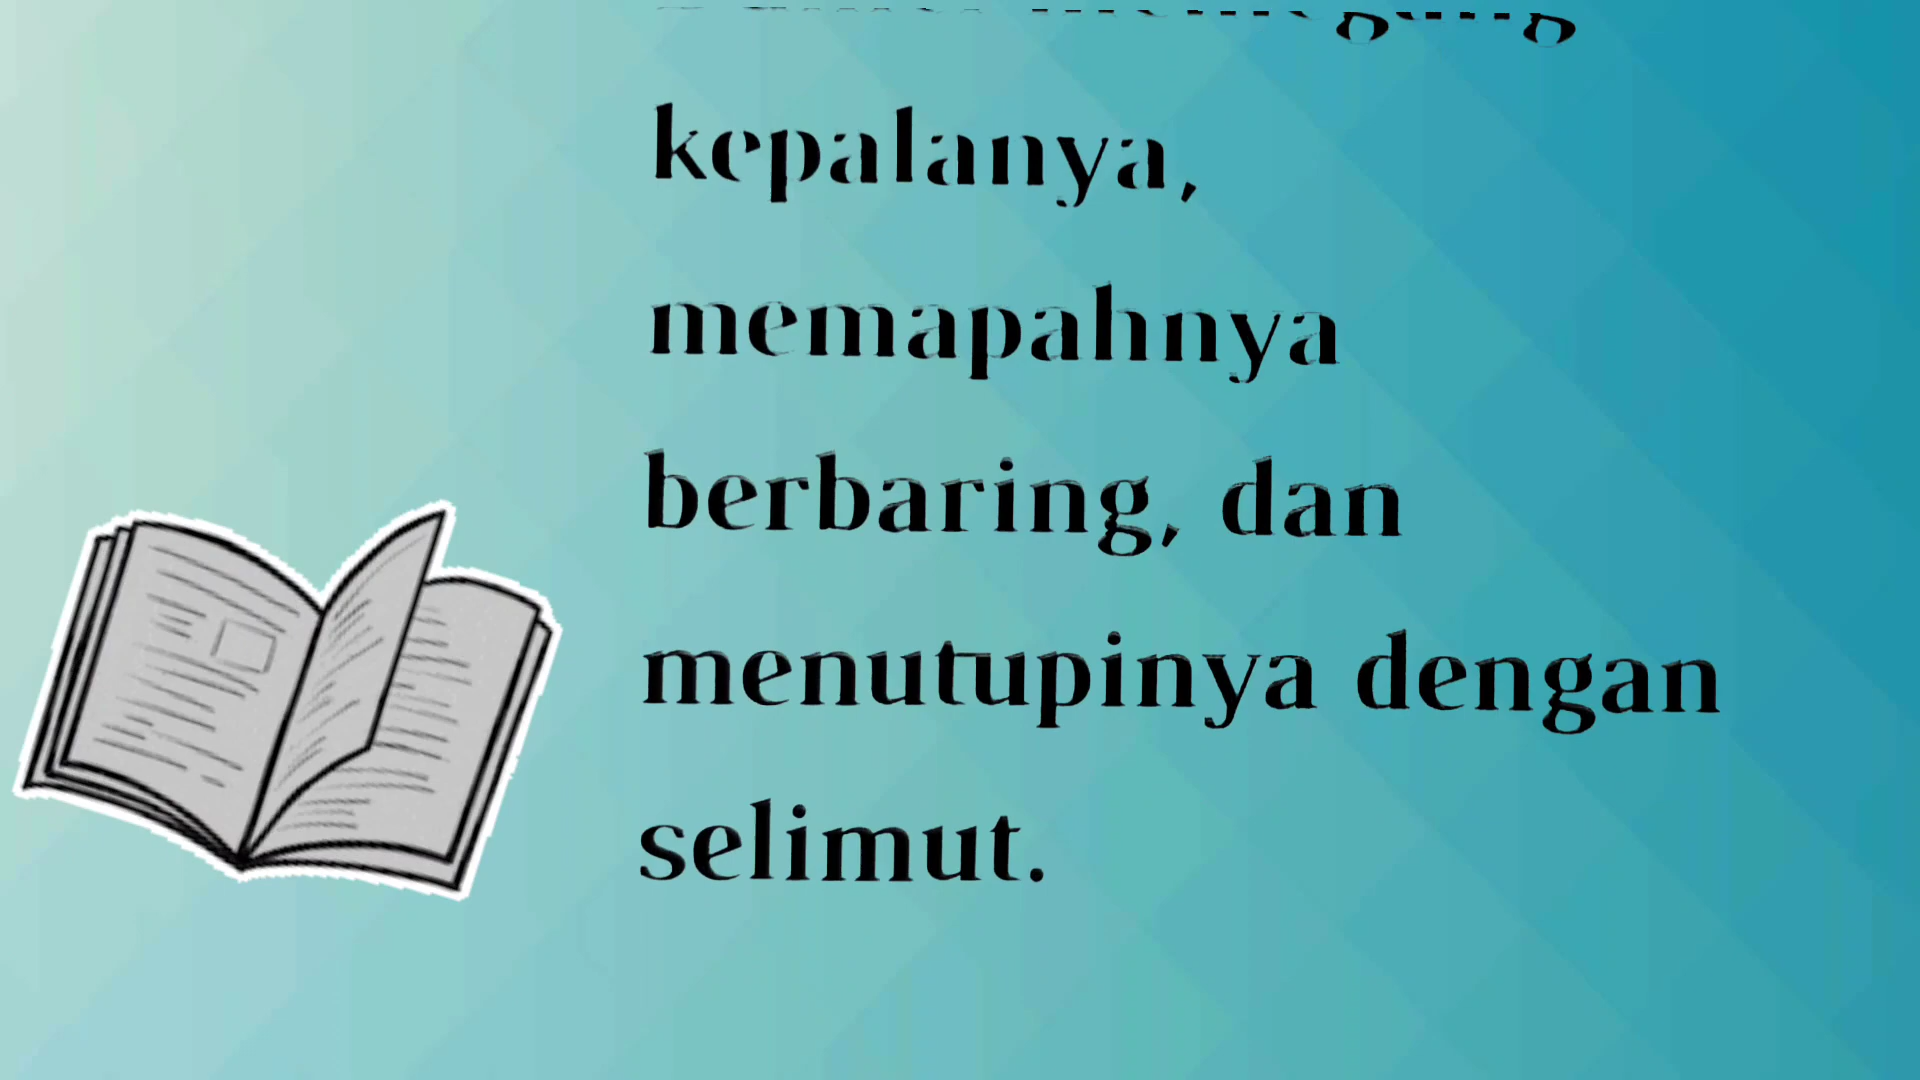 kepalanya,
memapahnya
berbaring, dan
menutupinya dengan
selimut.